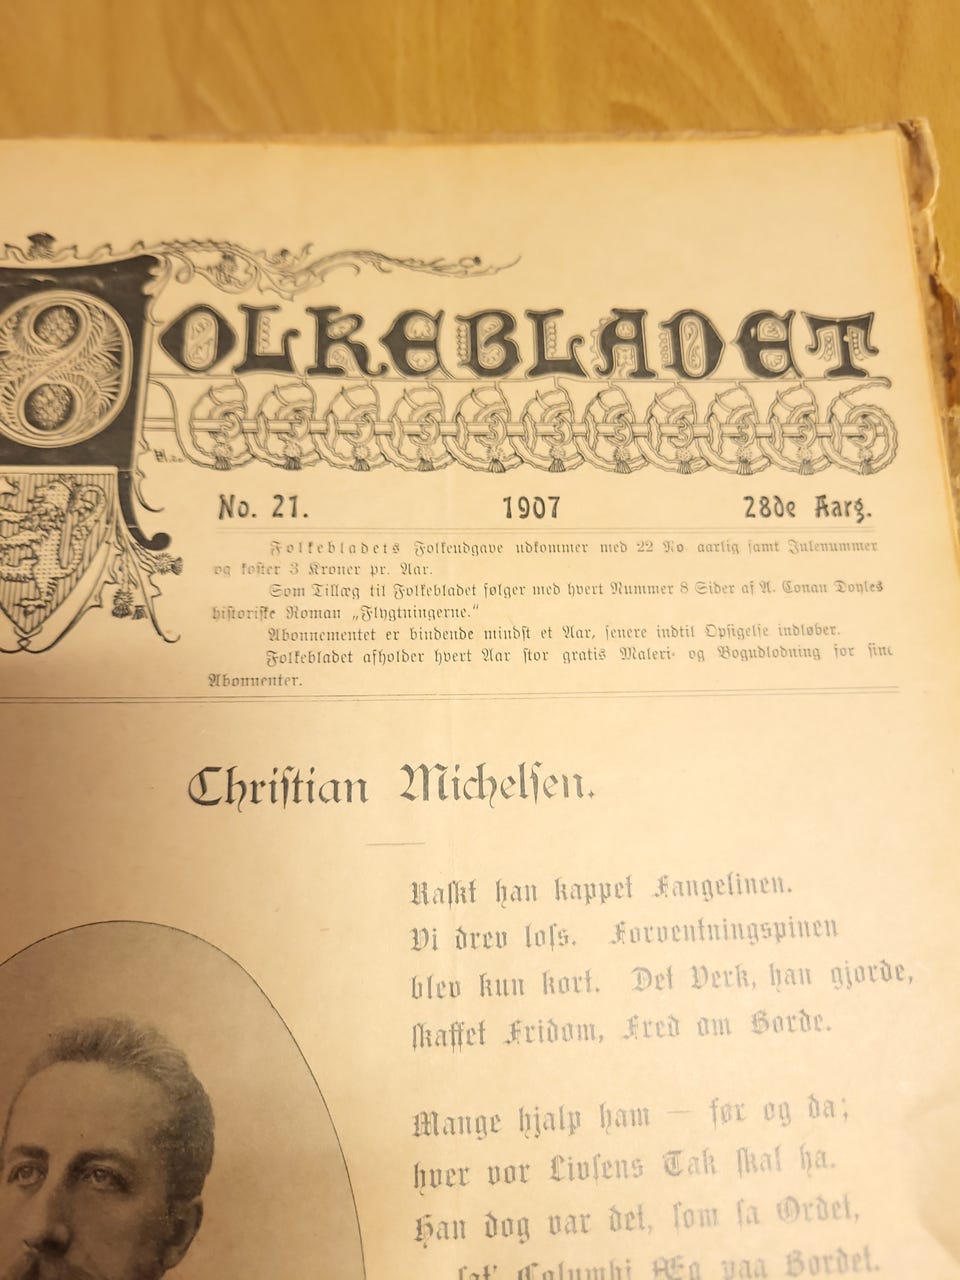 FOLKEBLADET
No. 21. 1907 28de Aarg.
Folkebladets Folkeudgave udkommer med 22 No aarlig samt Julenummer
og koster 3 Kroner pr. Aar.
Som Tillæg til Folkebladet følger med hvert Nummer 8 Sider af A. Conan Doyles
historiske Roman „Flygtningerne.“
Abonnementet er bindende mindst et Aar, senere indtil Opsigelse indløber.
Folkebladet afholder hvert Aar stor gratis Maleri- og Bogudlodning for sine
Abonnenter.
Christian Michelsen.
Raskt han kappet Fangelinen.
Vi drev løs. Forventningspinen
blev kun kort. Det Verk, han gjorde,
skaffet Fridom, Fred om Borde.
Mange hjalp ham — før og da;
hver vor Livsens Tak skal ha.
Han dog var det, som sa Ordet,
sat' Columbi Æg paa Bordet.